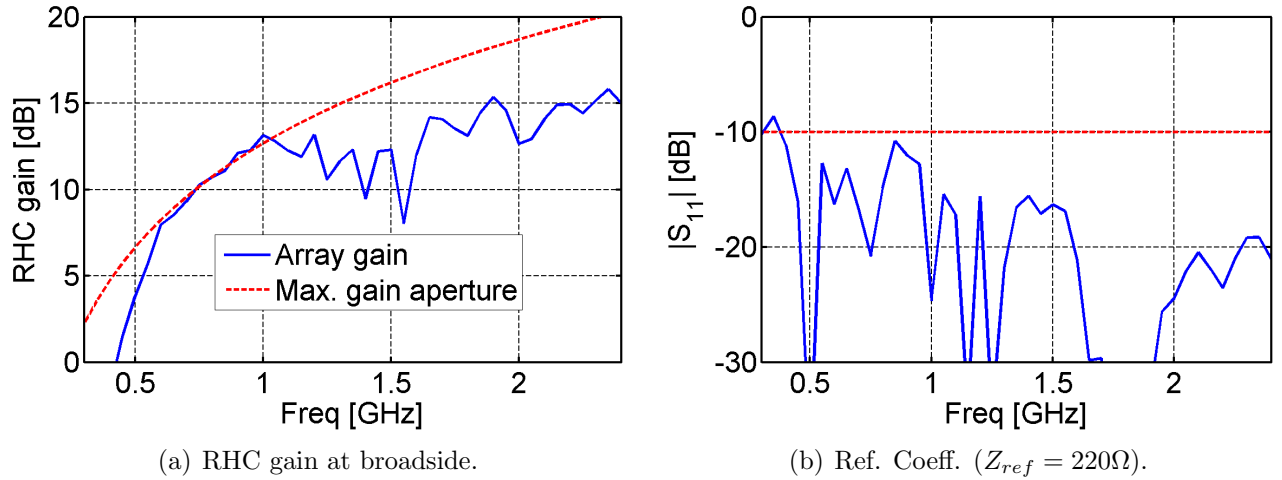 20
15
10
5
0
RHC gain [dB]
Array gain
Max. gain aperture
0.5 1 1.5 2
Freq [GHz]
(a) RHC gain at broadside.
0
-10
-20
-30
|S₁₁| [dB]
0.5 1 1.5 2
Freq [GHz]
(b) Ref. Coeff. (Z_ref = 220Ω).